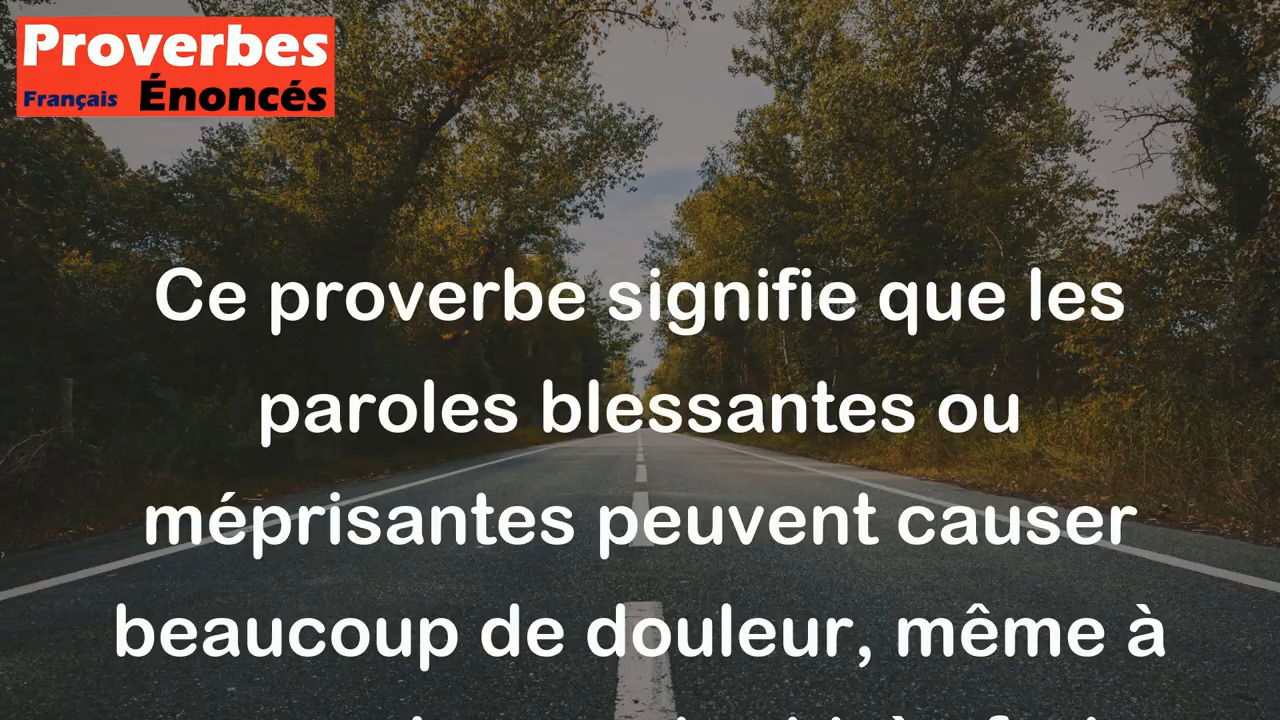 Proverbes
Français Énoncés
Ce proverbe signifie que les
paroles blessantes ou
méprisantes peuvent causer
beaucoup de douleur, même à